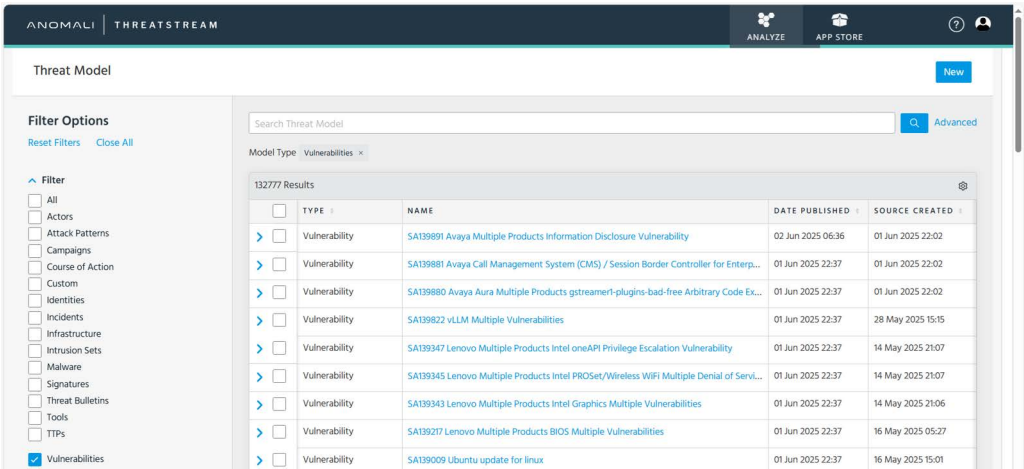 ANOMALI | THREATSTREAM
ANALYZE
APP STORE
?
Threat Model
New
Filter Options
Reset Filters Close All
Filter
All
Actors
Attack Patterns
Campaigns
Course of Action
Custom
Identities
Incidents
Infrastructure
Intrusion Sets
Malware
Signatures
Threat Bulletins
Tools
TTPs
Vulnerabilities
Search Threat Model
Advanced
Model Type Vulnerabilities ×
132777 Results
TYPE NAME DATE PUBLISHED SOURCE CREATED
Vulnerability SA139891 Avaya Multiple Products Information Disclosure Vulnerability 02 Jun 2025 06:36 01 Jun 2025 22:02
Vulnerability SA139881 Avaya Call Management System (CMS) / Session Border Controller for Enterp... 01 Jun 2025 22:37 01 Jun 2025 22:02
Vulnerability SA139880 Avaya Aura Multiple Products gstreamer1-plugins-bad-free Arbitrary Code Ex... 01 Jun 2025 22:37 01 Jun 2025 22:02
Vulnerability SA139822 vLLM Multiple Vulnerabilities 01 Jun 2025 22:37 28 May 2025 15:15
Vulnerability SA139347 Lenovo Multiple Products Intel oneAPI Privilege Escalation Vulnerability 01 Jun 2025 22:37 14 May 2025 21:07
Vulnerability SA139345 Lenovo Multiple Products Intel PROSet/Wireless WiFi Multiple Denial of Servi... 01 Jun 2025 22:37 14 May 2025 21:07
Vulnerability SA139343 Lenovo Multiple Products Intel Graphics Multiple Vulnerabilities 01 Jun 2025 22:37 14 May 2025 21:06
Vulnerability SA139217 Lenovo Multiple Products BIOS Multiple Vulnerabilities 01 Jun 2025 22:37 16 May 2025 05:27
Vulnerability SA139009 Ubuntu update for linux 01 Jun 2025 22:37 16 May 2025 15:01